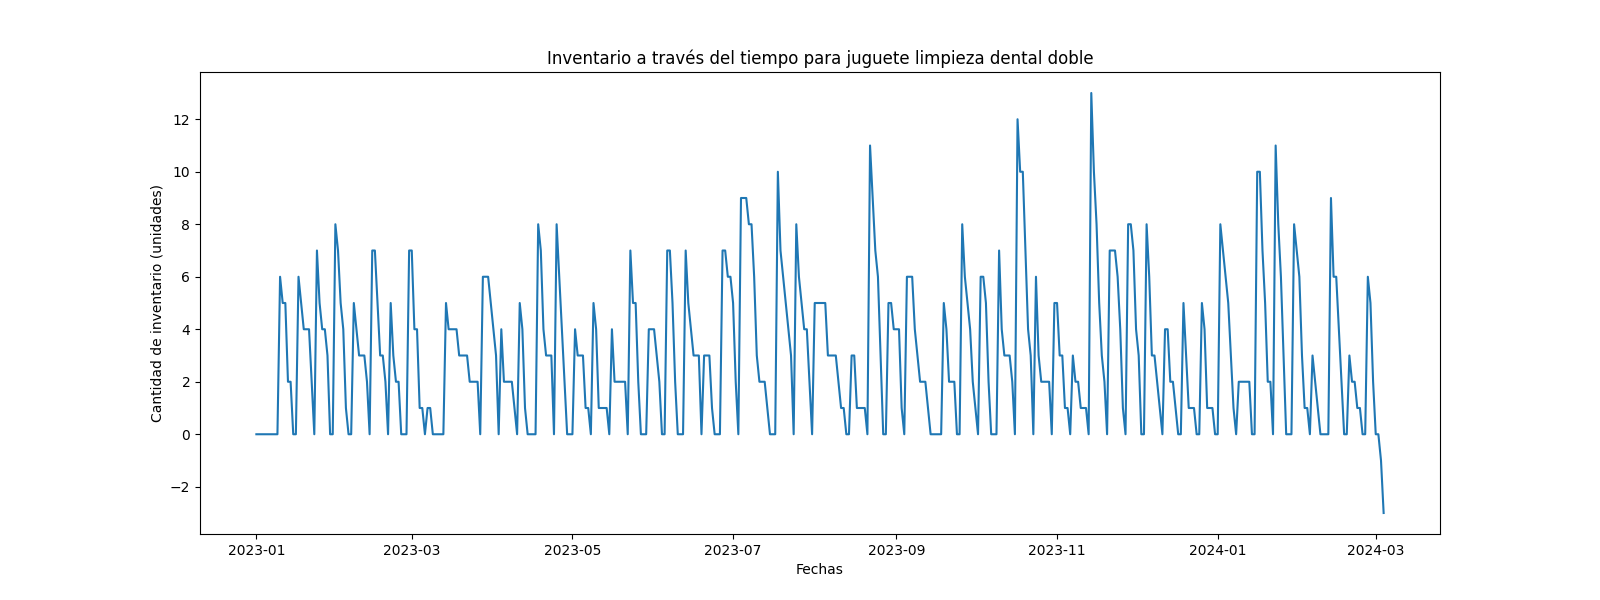 Inventario a través del tiempo para juguete limpieza dental doble
Cantidad de inventario (unidades)
12
10
8
6
4
2
0
−2
2023-01 2023-03 2023-05 2023-07 2023-09 2023-11 2024-01 2024-03
Fechas